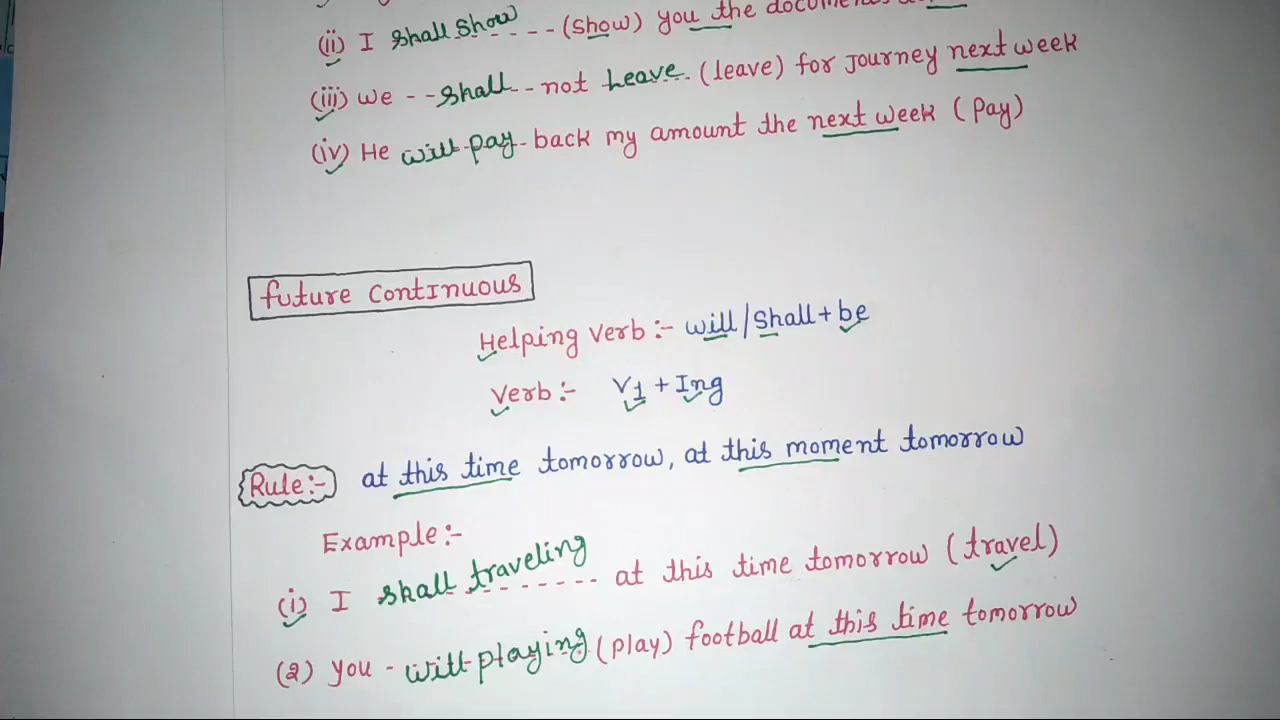 (ii) I shall show (show) you the
(iii) we shall not leave (leave) for journey next week
(iv) He will pay back my amount the next week (pay)
future continuous
Helping verb :- will/shall + be
verb :- V1 + Ing
Rule:- at this time tomorrow, at this moment tomorrow
Example :-
(i) I shall traveling at this time tomorrow (travel)
(2) you - will playing (play) football at this time tomorrow